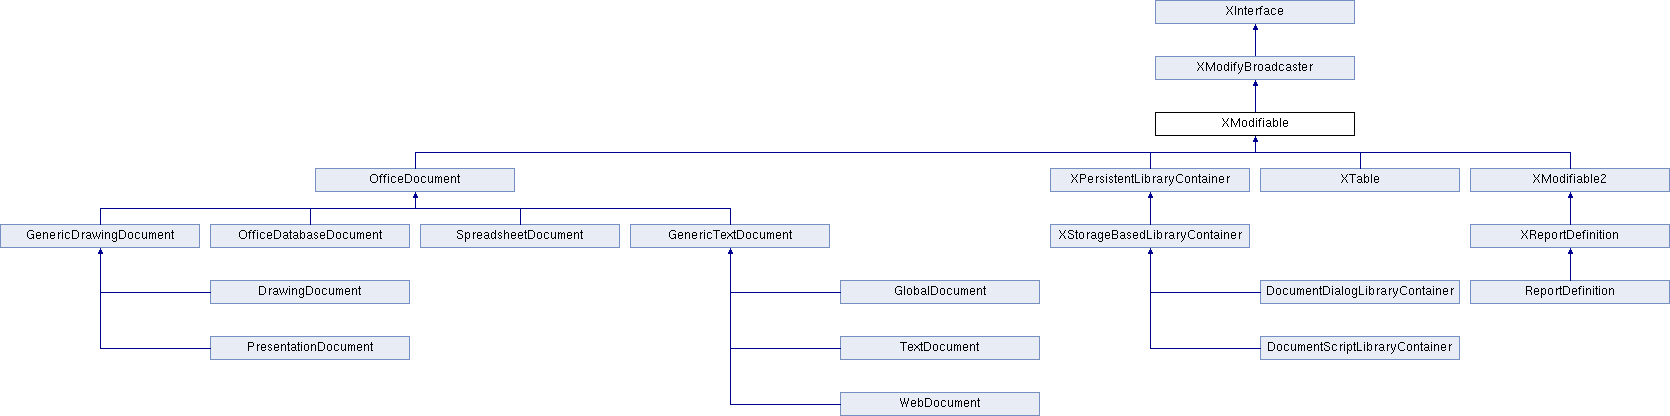 XInterface
XModifyBroadcaster
XModifiable
OfficeDocument
XPersistentLibraryContainer
XTable
XModifiable2
GenericDrawingDocument
OfficeDatabaseDocument
SpreadsheetDocument
GenericTextDocument
XStorageBasedLibraryContainer
XReportDefinition
DrawingDocument
GlobalDocument
DocumentDialogLibraryContainer
ReportDefinition
PresentationDocument
TextDocument
DocumentScriptLibraryContainer
WebDocument